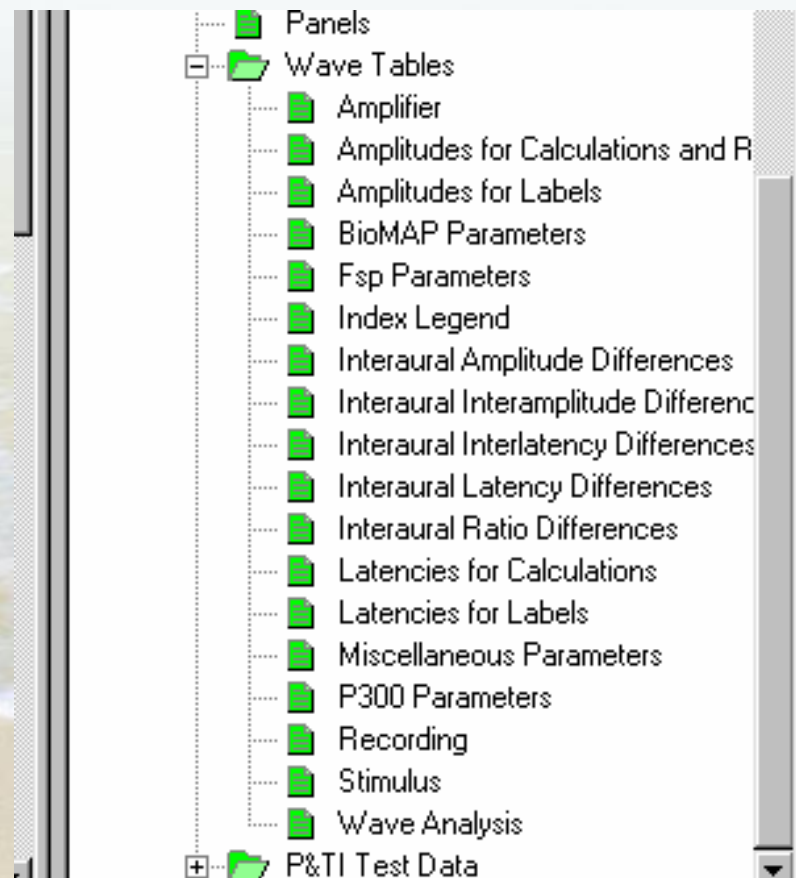 Panels
Wave Tables
Amplifier
Amplitudes for Calculations and R
Amplitudes for Labels
BioMAP Parameters
Fsp Parameters
Index Legend
Interaural Amplitude Differences
Interaural Interamplitude Differenc
Interaural Interlatency Differences
Interaural Latency Differences
Interaural Ratio Differences
Latencies for Calculations
Latencies for Labels
Miscellaneous Parameters
P300 Parameters
Recording
Stimulus
Wave Analysis
P&TI Test Data